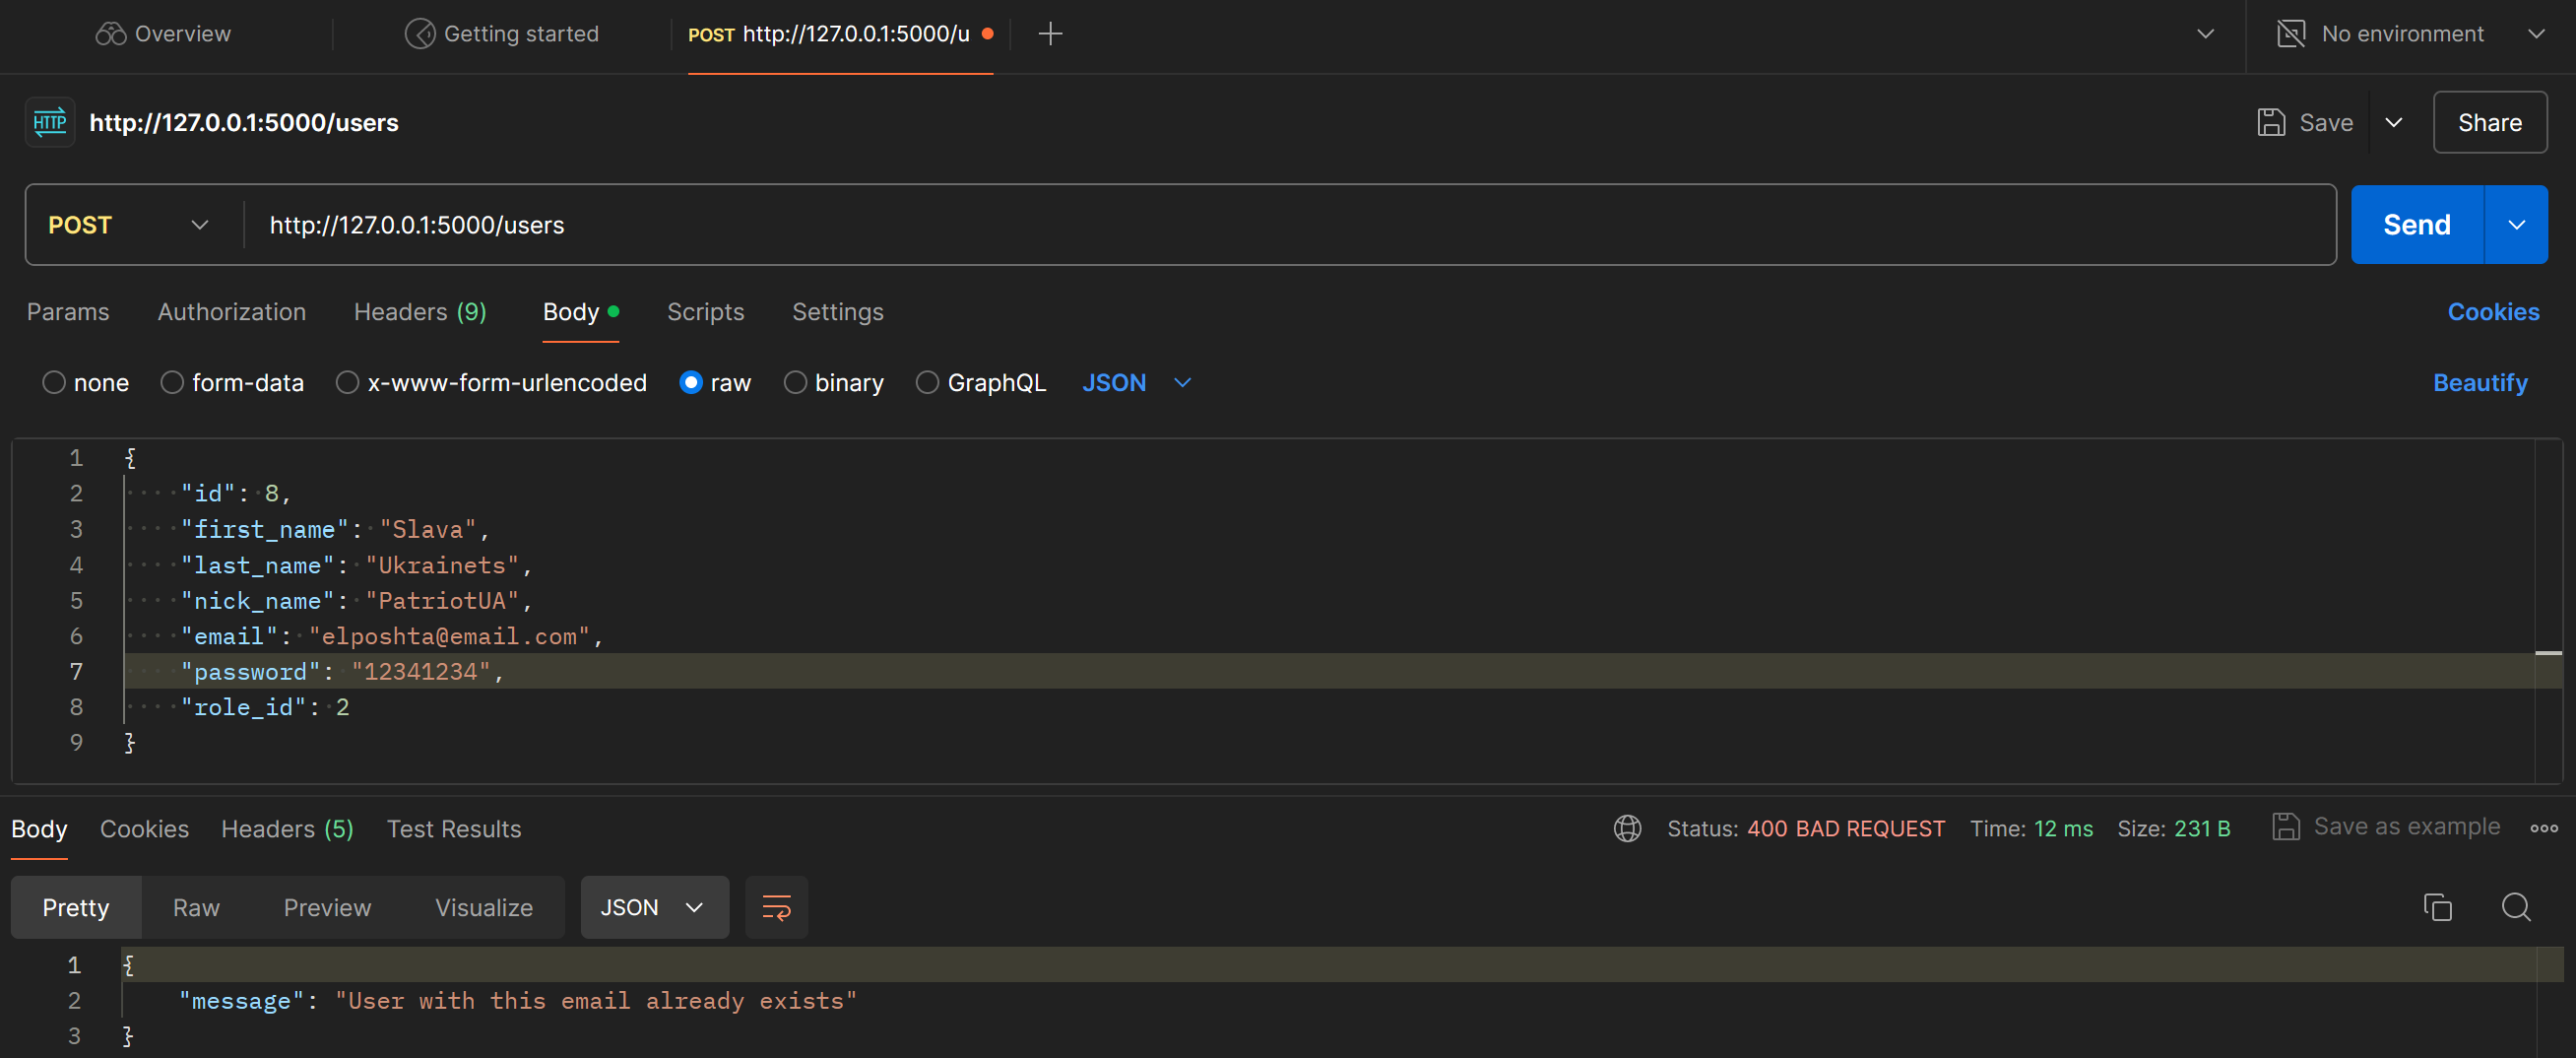 Overview Getting started POST http://127.0.0.1:5000/u No environment
HTTP http://127.0.0.1:5000/users Save Share
POST http://127.0.0.1:5000/users Send
Params Authorization Headers (9) Body Scripts Settings Cookies
none form-data x-www-form-urlencoded raw binary GraphQL JSON Beautify
1 {
2 "id": 8,
3 "first_name": "Slava",
4 "last_name": "Ukrainets",
5 "nick_name": "PatriotUA",
6 "email": "elposhta@email.com",
7 "password": "12341234",
8 "role_id": 2
9 }
Body Cookies Headers (5) Test Results Status: 400 BAD REQUEST Time: 12 ms Size: 231 B Save as example
Pretty Raw Preview Visualize JSON
1 {
2 "message": "User with this email already exists"
3 }